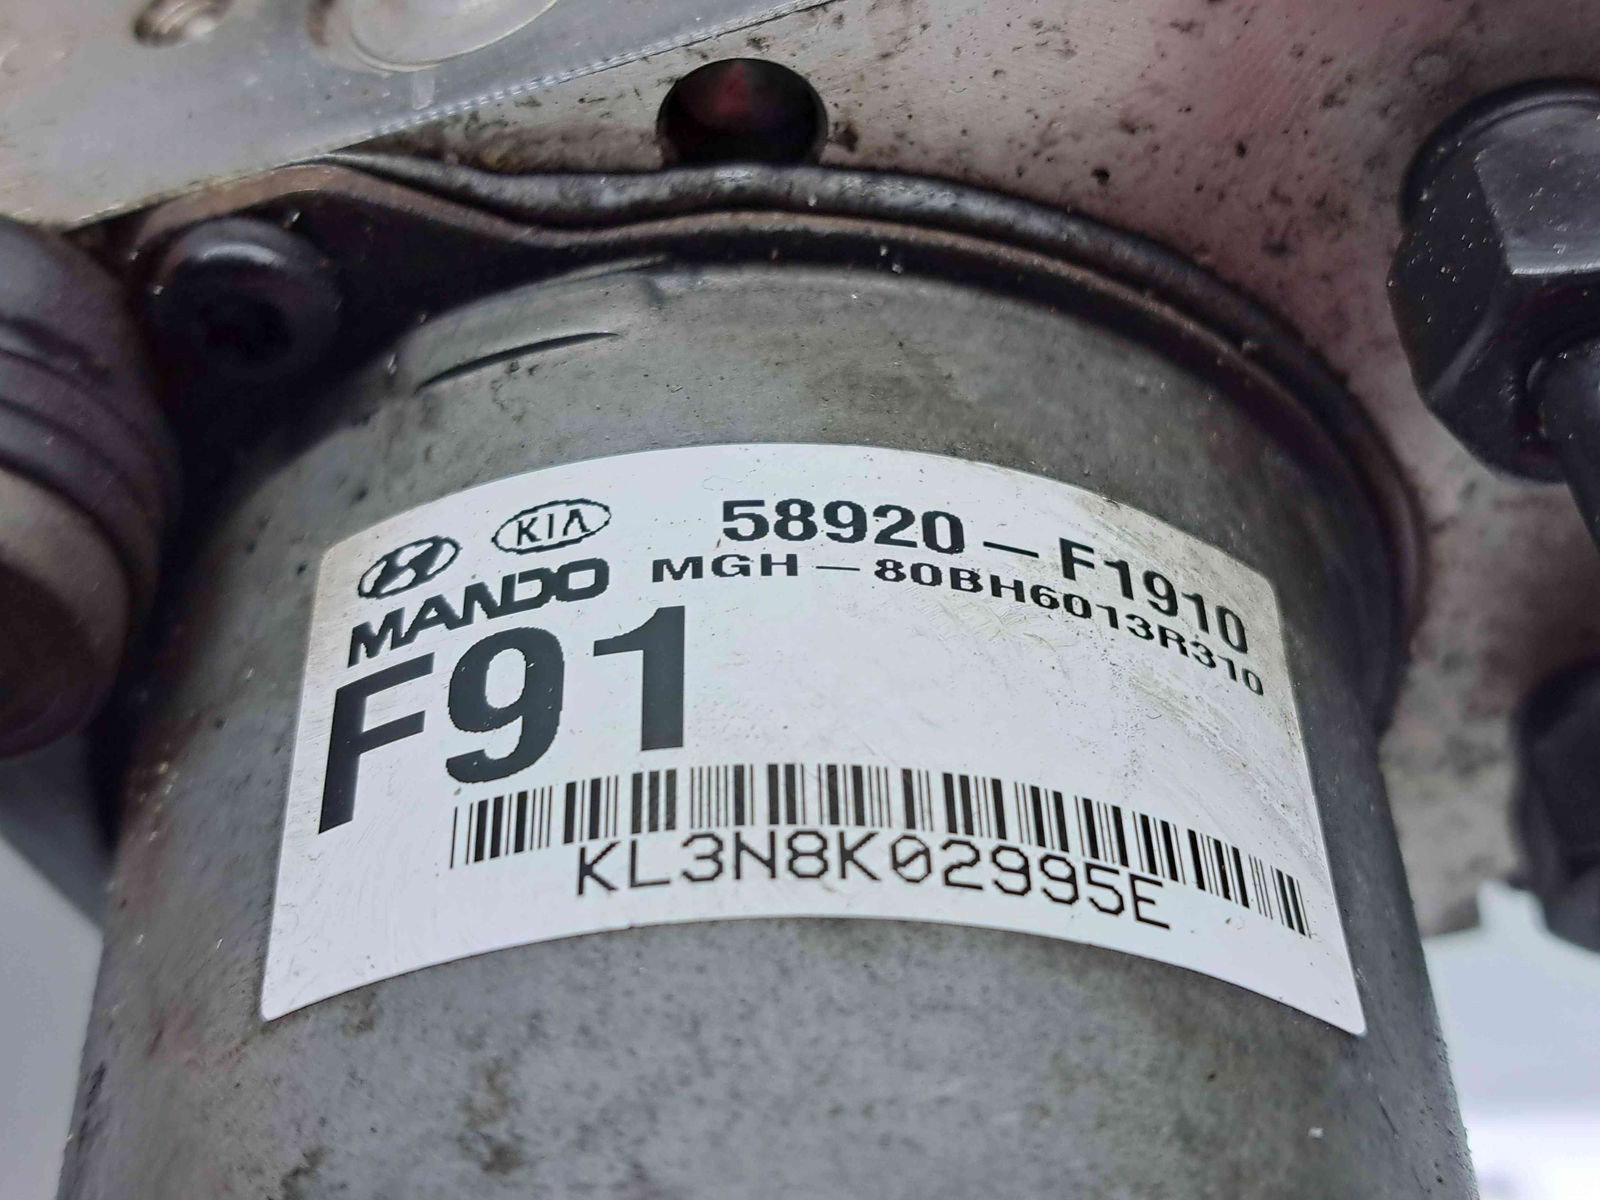 KIA 58920-F1910
MANDO MGH-80BH6013R310
F91
KL3N8K02995E